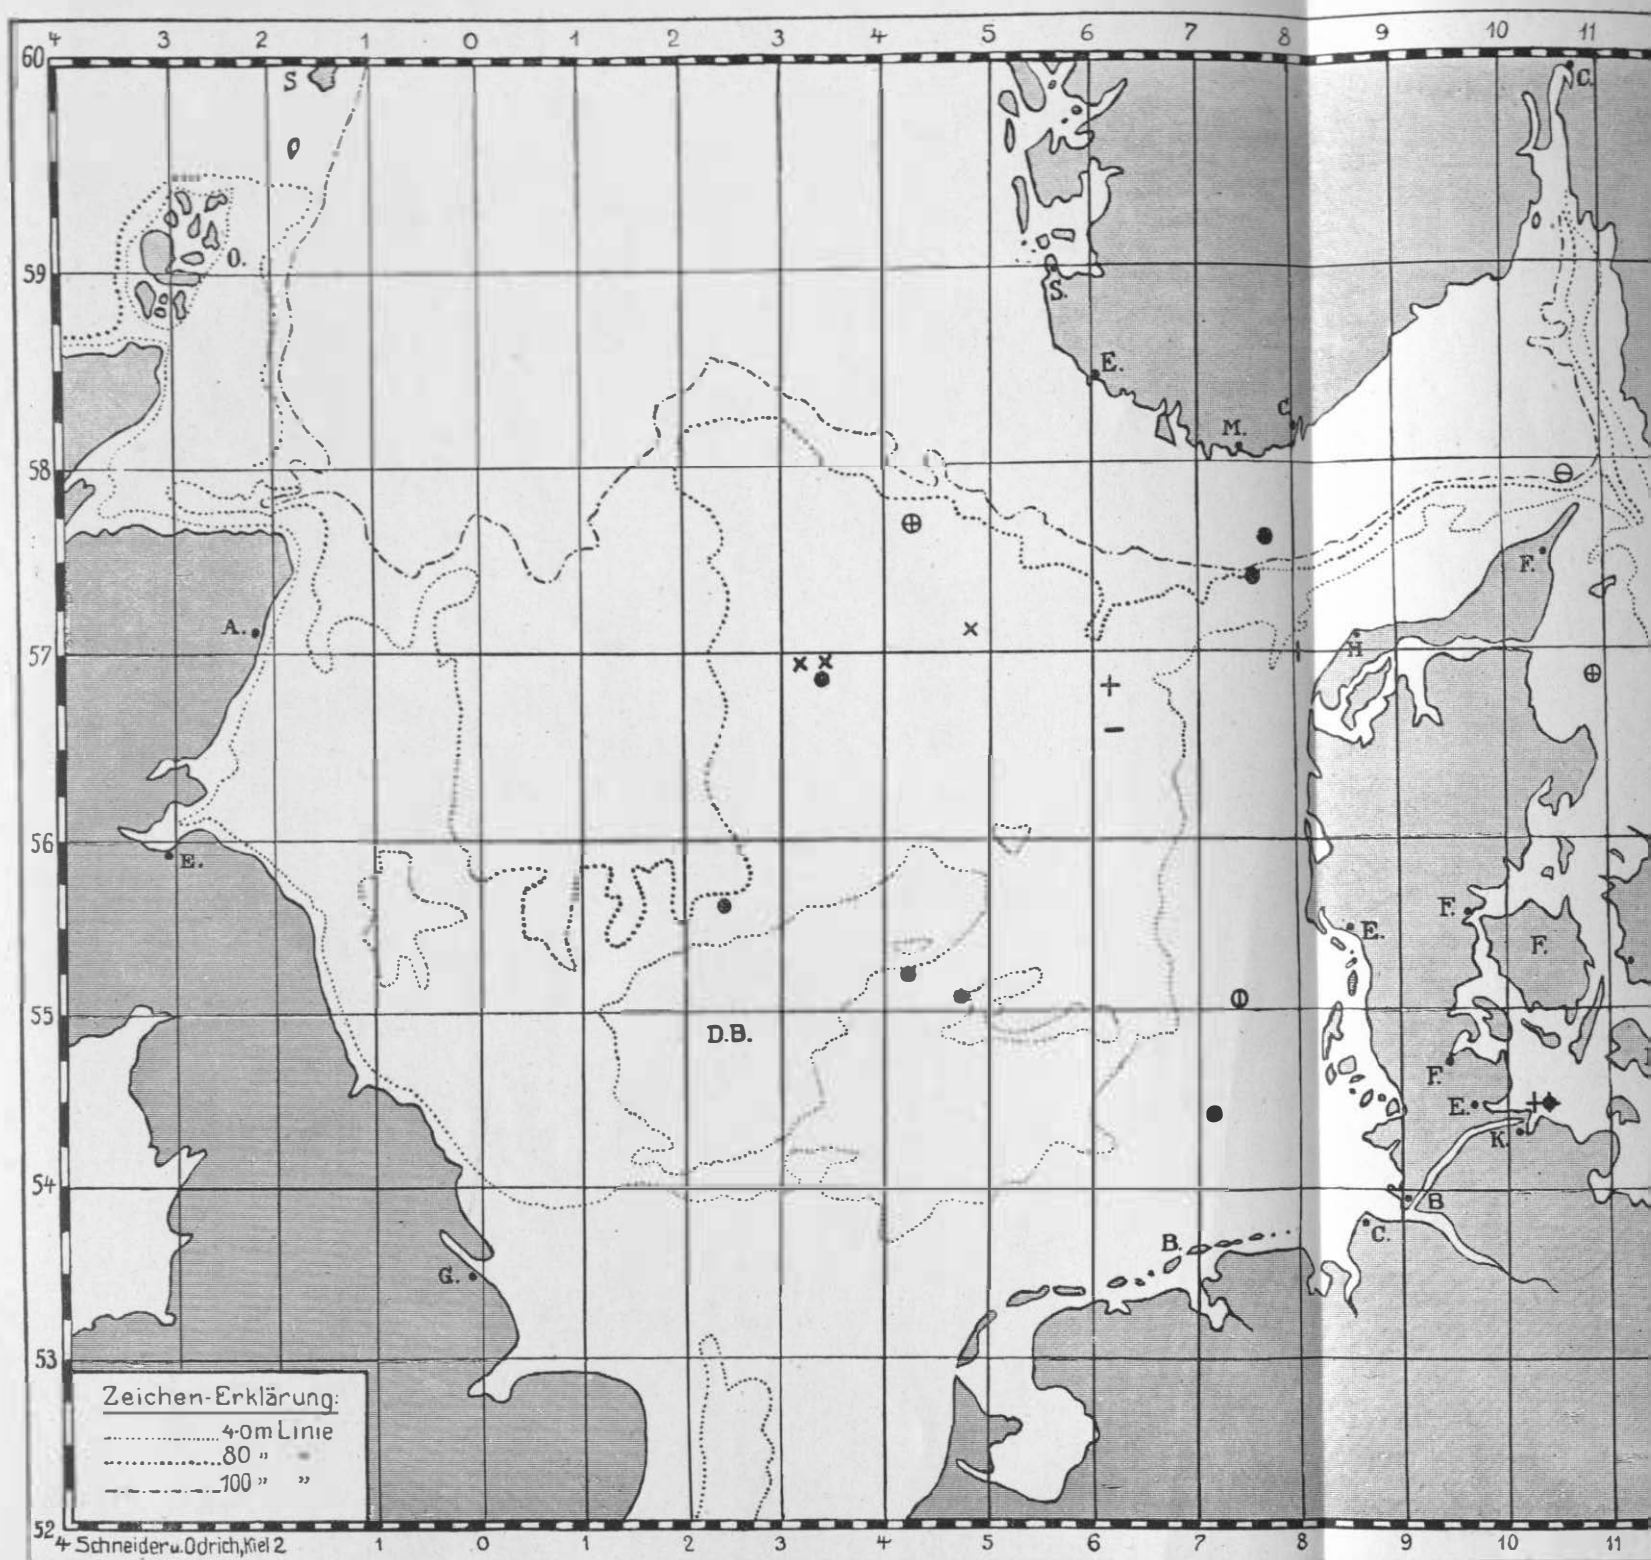 4 3 2 1 0 1 2 3 4 5 6 7 8 9 10 11
60
S
C.
O.
59
S.
E.
M. C.
58
F.
A.
57
M
56
E.
F.
E.
F.
55
D.B.
F.
E.
K.
54
B
B.
C.
G.
53
Zeichen-Erklärung:
40m Linie
80 " "
100 " "
52
4 Schneider u. Odrich, Kiel 2 1 0 1 2 3 4 5 6 7 8 9 10 11